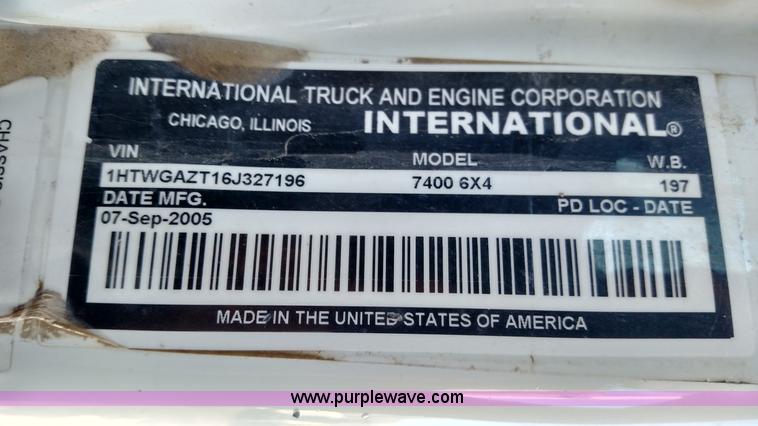 INTERNATIONAL TRUCK AND ENGINE CORPORATION
CHICAGO, ILLINOIS INTERNATIONAL®
VIN MODEL W.B.
1HTWGAZT16J327196 7400 6X4 197
DATE MFG. PD LOC - DATE
07-Sep-2005
MADE IN THE UNITED STATES OF AMERICA
CHASSIS
www.purplewave.com